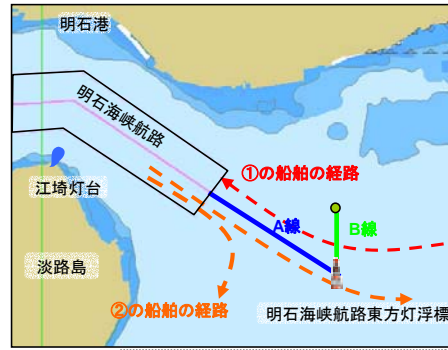 明石港
明石海峡航路
①の船舶の経路
江埼灯台
A線
B線
淡路島
②の船舶の経路
明石海峡航路東方灯浮標